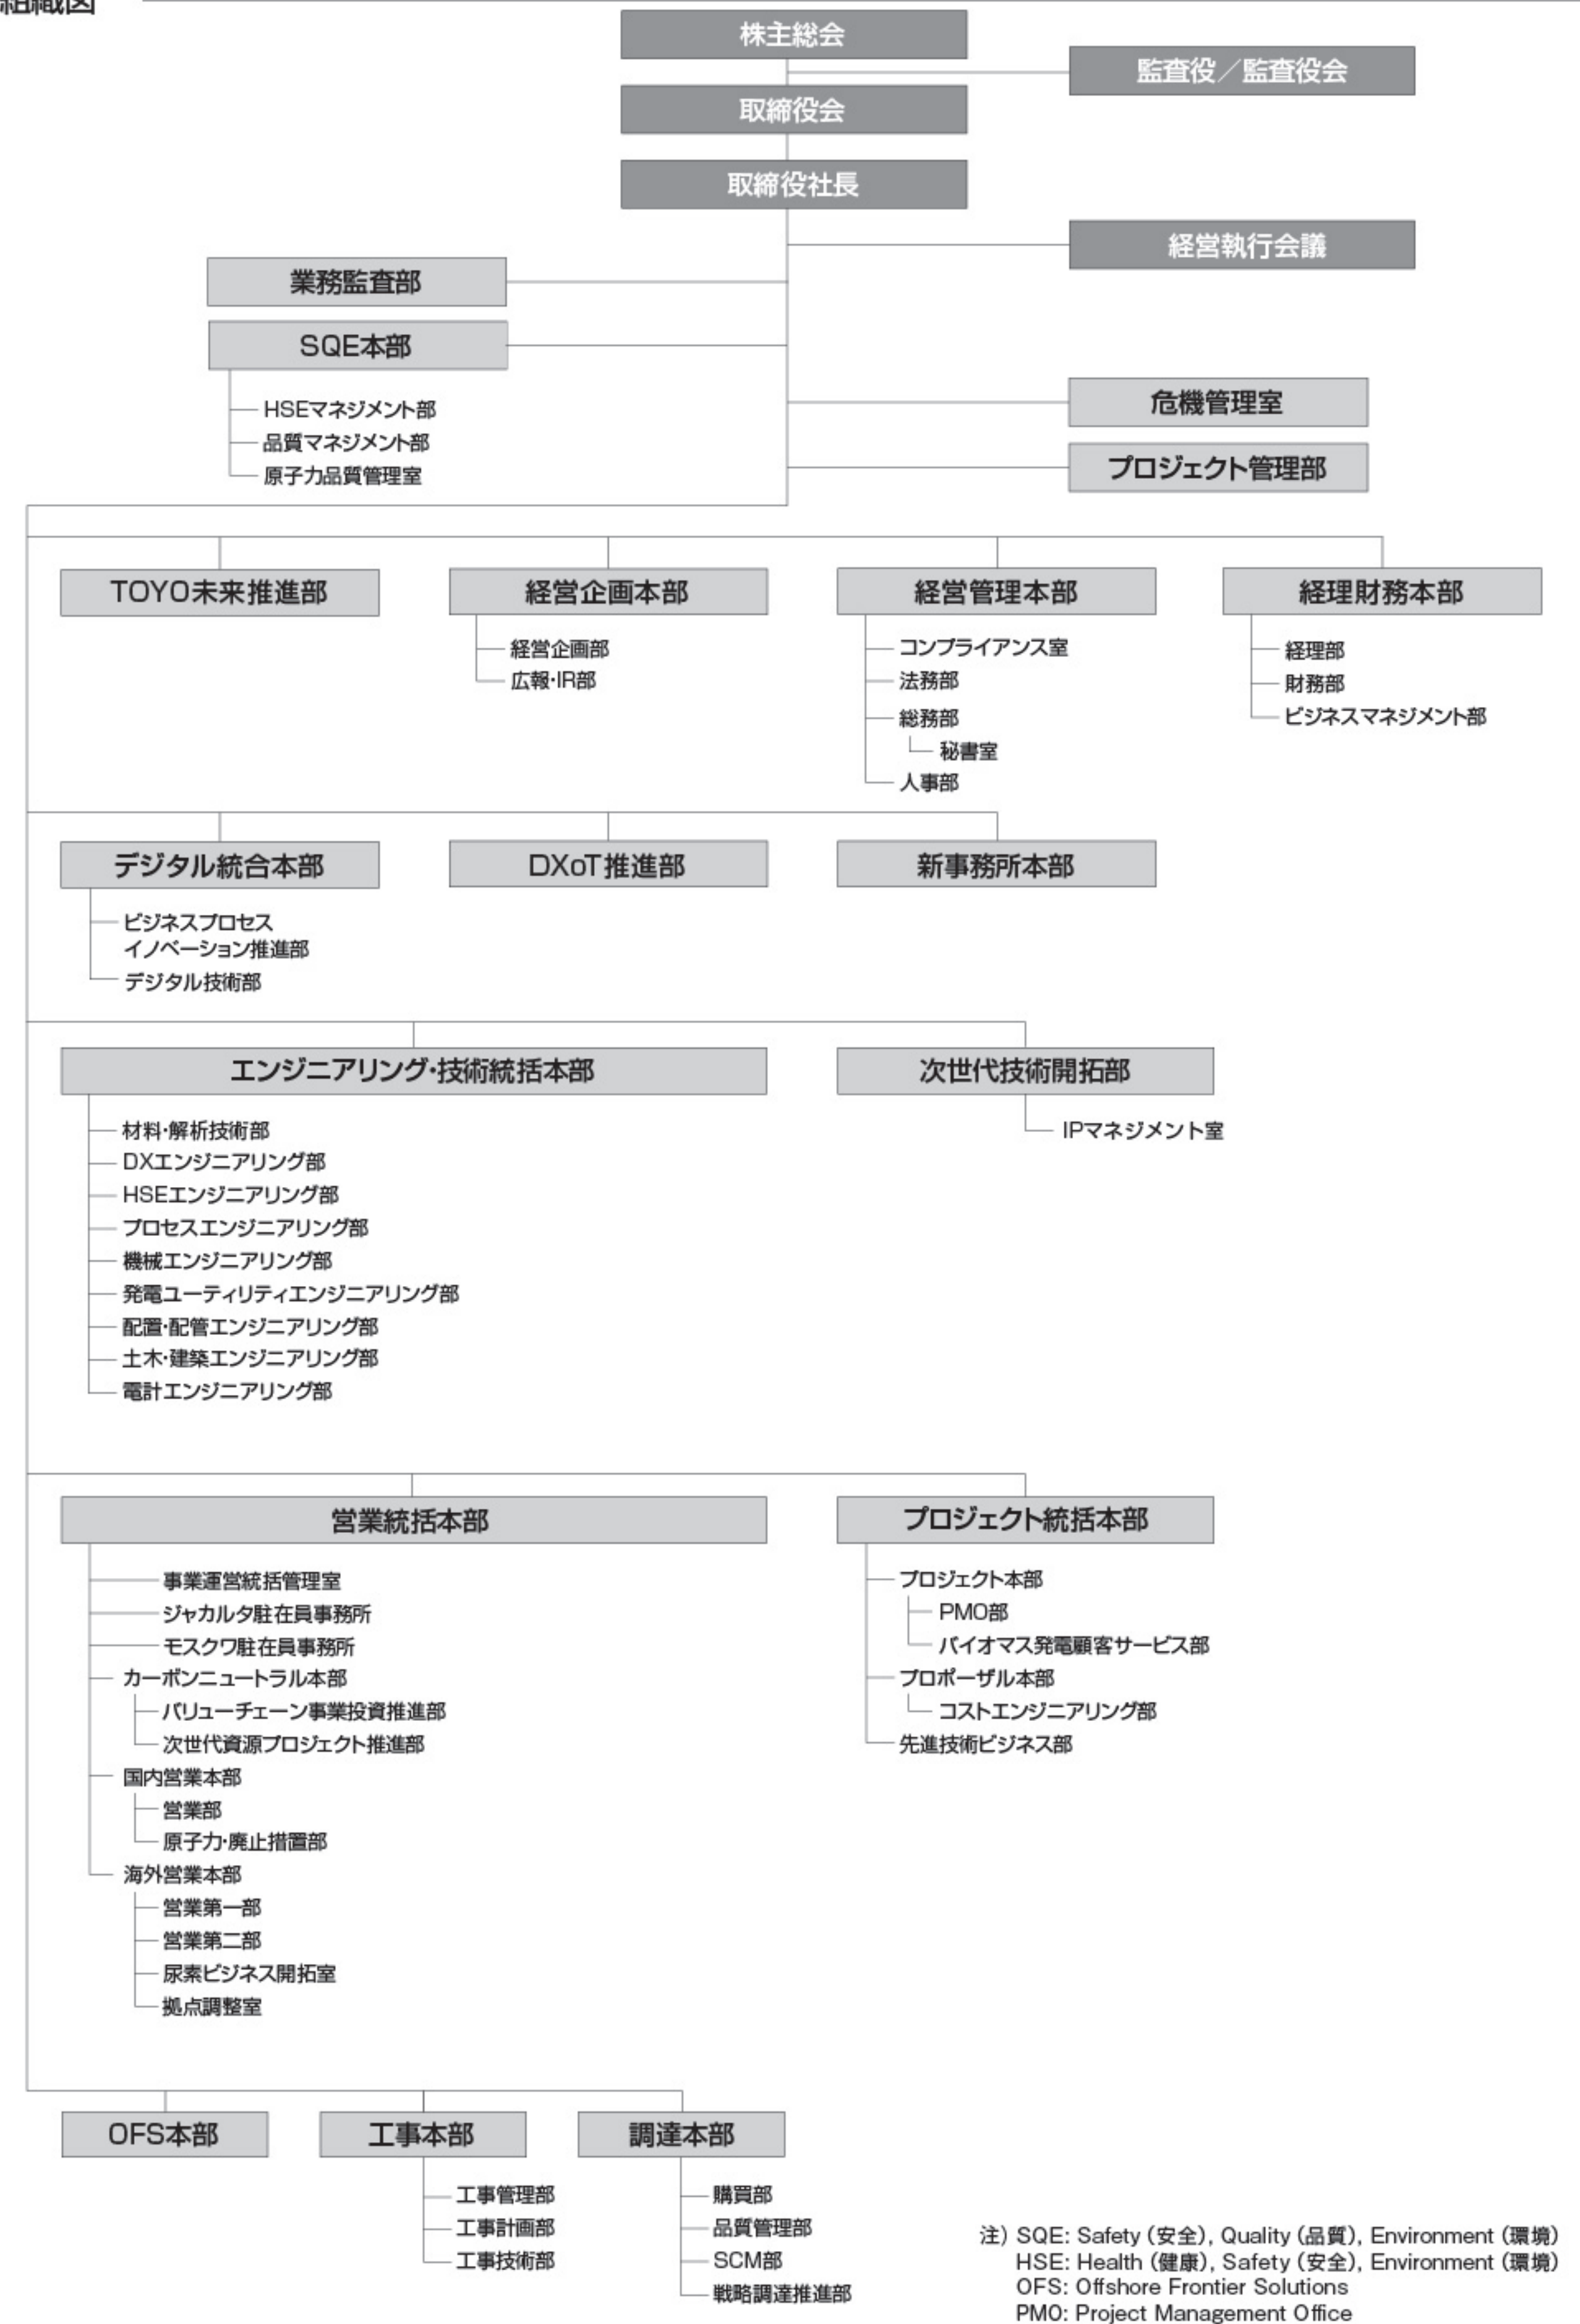 組織図
株主総会
監査役／監査役会
取締役会
取締役社長
経営執行会議
業務監査部
SQE本部
HSEマネジメント部
品質マネジメント部
原子力品質管理室
危機管理室
プロジェクト管理部
TOYO未来推進部
経営企画本部
経営企画部
広報・IR部
経営管理本部
コンプライアンス室
法務部
総務部
秘書室
人事部
経理財務本部
経理部
財務部
ビジネスマネジメント部
デジタル統合本部
ビジネスプロセス
イノベーション推進部
デジタル技術部
DXoT推進部
新事務所本部
エンジニアリング・技術統括本部
材料・解析技術部
DXエンジニアリング部
HSEエンジニアリング部
プロセスエンジニアリング部
機械エンジニアリング部
発電ユーティリティエンジニアリング部
配置・配管エンジニアリング部
土木・建築エンジニアリング部
電計エンジニアリング部
次世代技術開拓部
IPマネジメント室
営業統括本部
事業運営統括管理室
ジャカルタ駐在員事務所
モスクワ駐在員事務所
カーボンニュートラル本部
バリューチェーン事業投資推進部
次世代資源プロジェクト推進部
国内営業本部
営業部
原子力・廃止措置部
海外営業本部
営業第一部
営業第二部
尿素ビジネス開拓室
拠点調整室
プロジェクト統括本部
プロジェクト本部
PMO部
バイオマス発電顧客サービス部
プロポーザル本部
コストエンジニアリング部
先進技術ビジネス部
OFS本部
工事本部
工事管理部
工事計画部
工事技術部
調達本部
購買部
品質管理部
SCM部
戦略調達推進部
注) SQE: Safety (安全), Quality (品質), Environment (環境)
HSE: Health (健康), Safety (安全), Environment (環境)
OFS: Offshore Frontier Solutions
PMO: Project Management Office